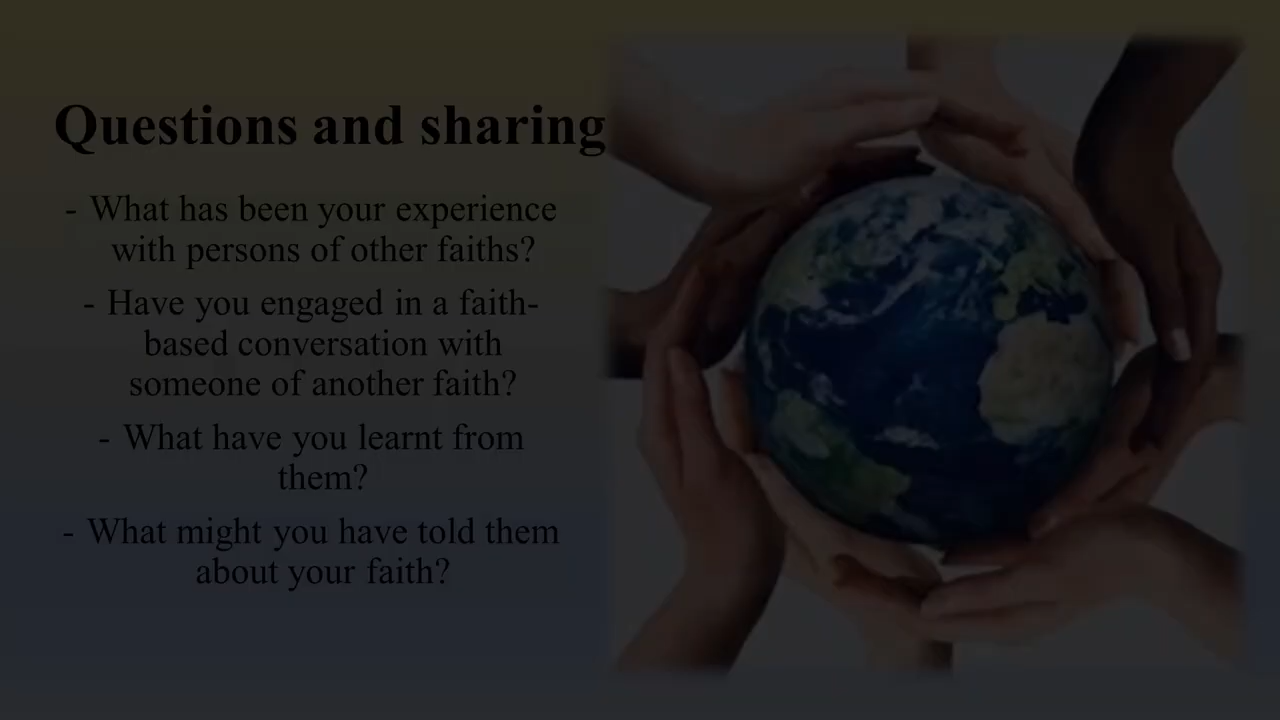 Questions and sharing
- What has been your experience
with persons of other faiths?
- Have you engaged in a faith-
based conversation with
someone of another faith?
- What have you learnt from
them?
- What might you have told them
about your faith?